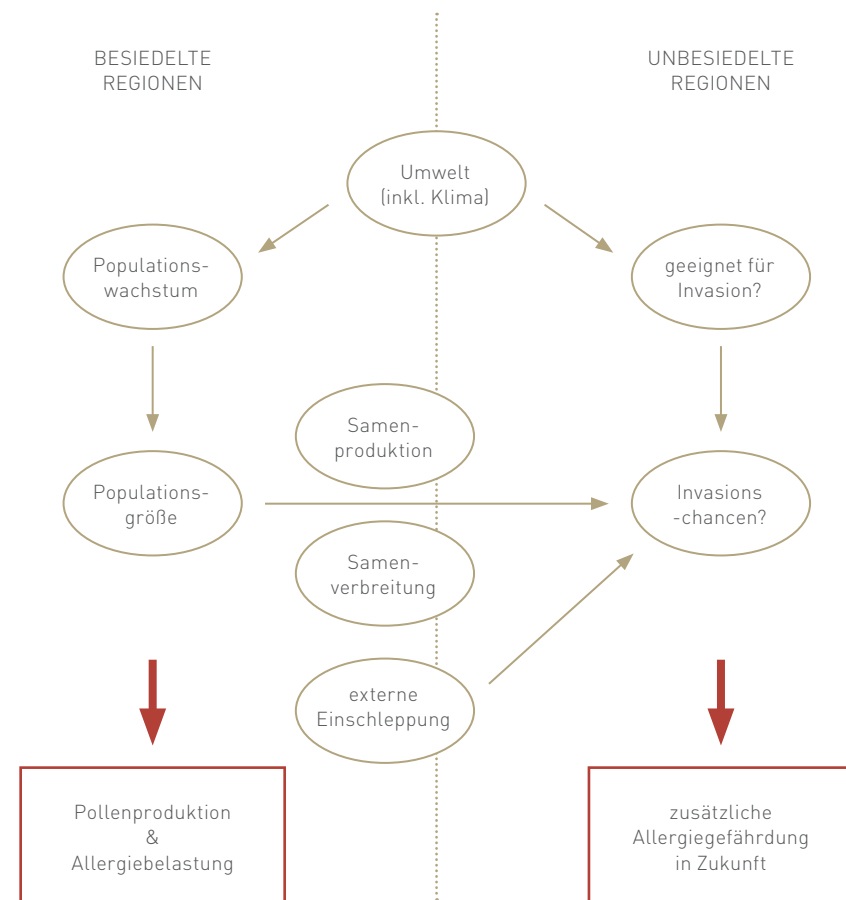 BESIEDELTE
REGIONEN
UNBESIEDELTE
REGIONEN
Umwelt
(inkl. Klima)
Populations-
wachstum
geeignet für
Invasion?
Samen-
produktion
Populations-
größe
Invasions
-chancen?
Samen-
verbreitung
externe
Einschleppung
Pollenproduktion
&
Allergiebelastung
zusätzliche
Allergiegefährdung
in Zukunft